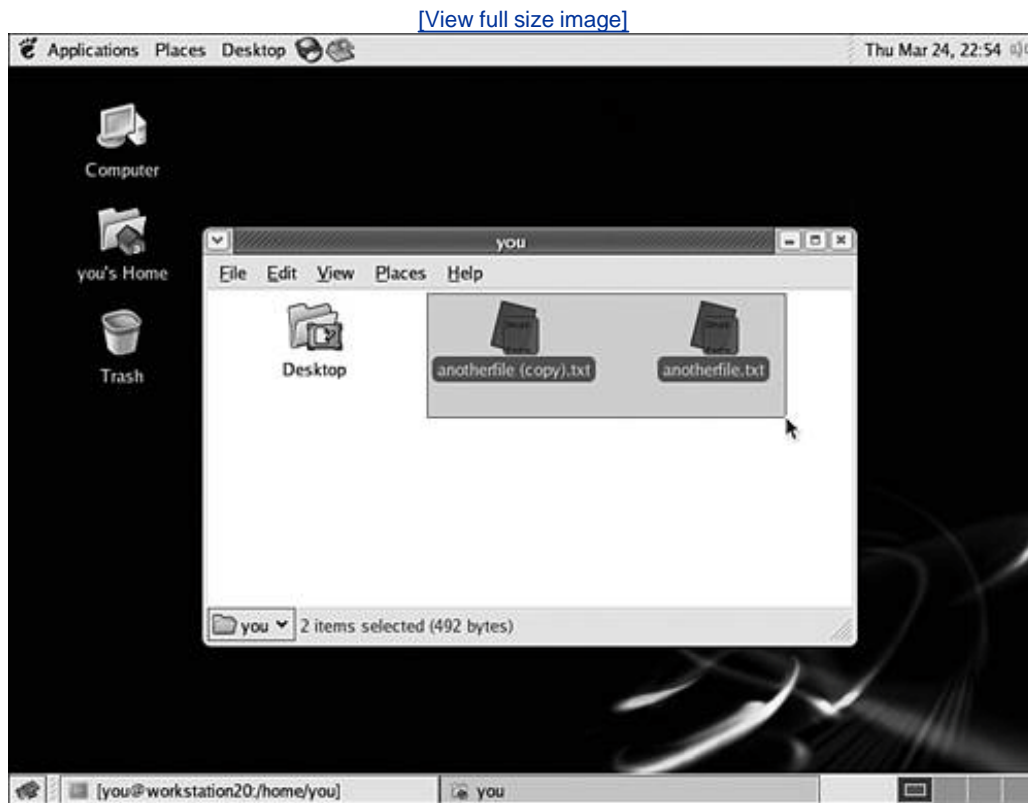 [View full size image]
Applications Places Desktop
Thu Mar 24, 22:54
Computer
you's Home
Trash
you
File Edit View Places Help
Desktop
anotherfile (copy).txt
anotherfile.txt
you
2 items selected (492 bytes)
[you@workstation20:/home/you]
you